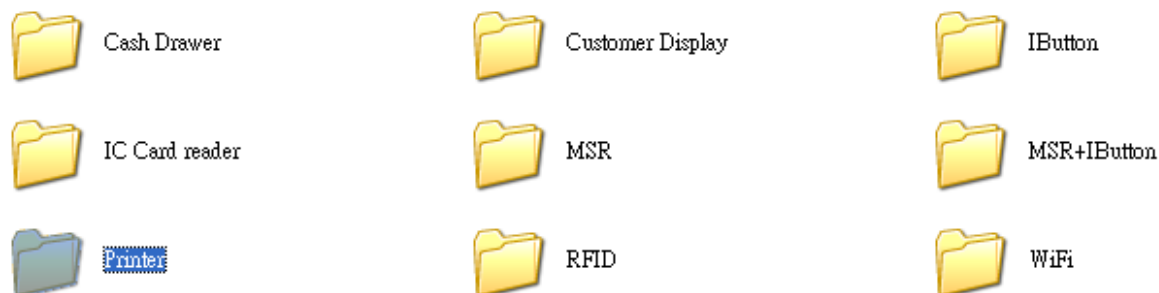 Cash Drawer
Customer Display
IButton
IC Card reader
MSR
MSR+IButton
Printer
RFID
WiFi